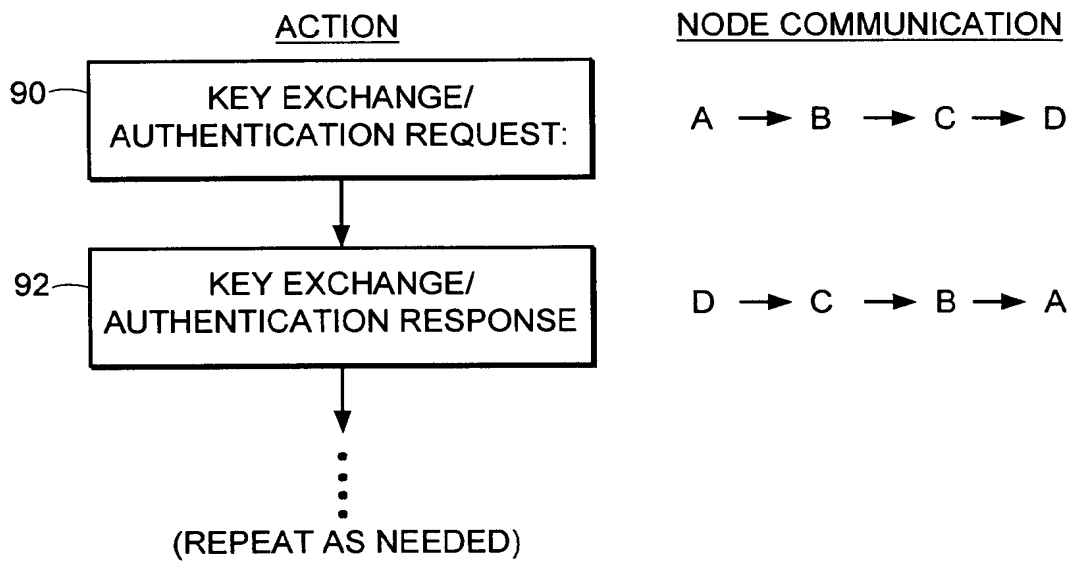 ACTION
NODE COMMUNICATION
90
KEY EXCHANGE/
AUTHENTICATION REQUEST:
A → B → C → D
92
KEY EXCHANGE/
AUTHENTICATION RESPONSE
D → C → B → A
(REPEAT AS NEEDED)